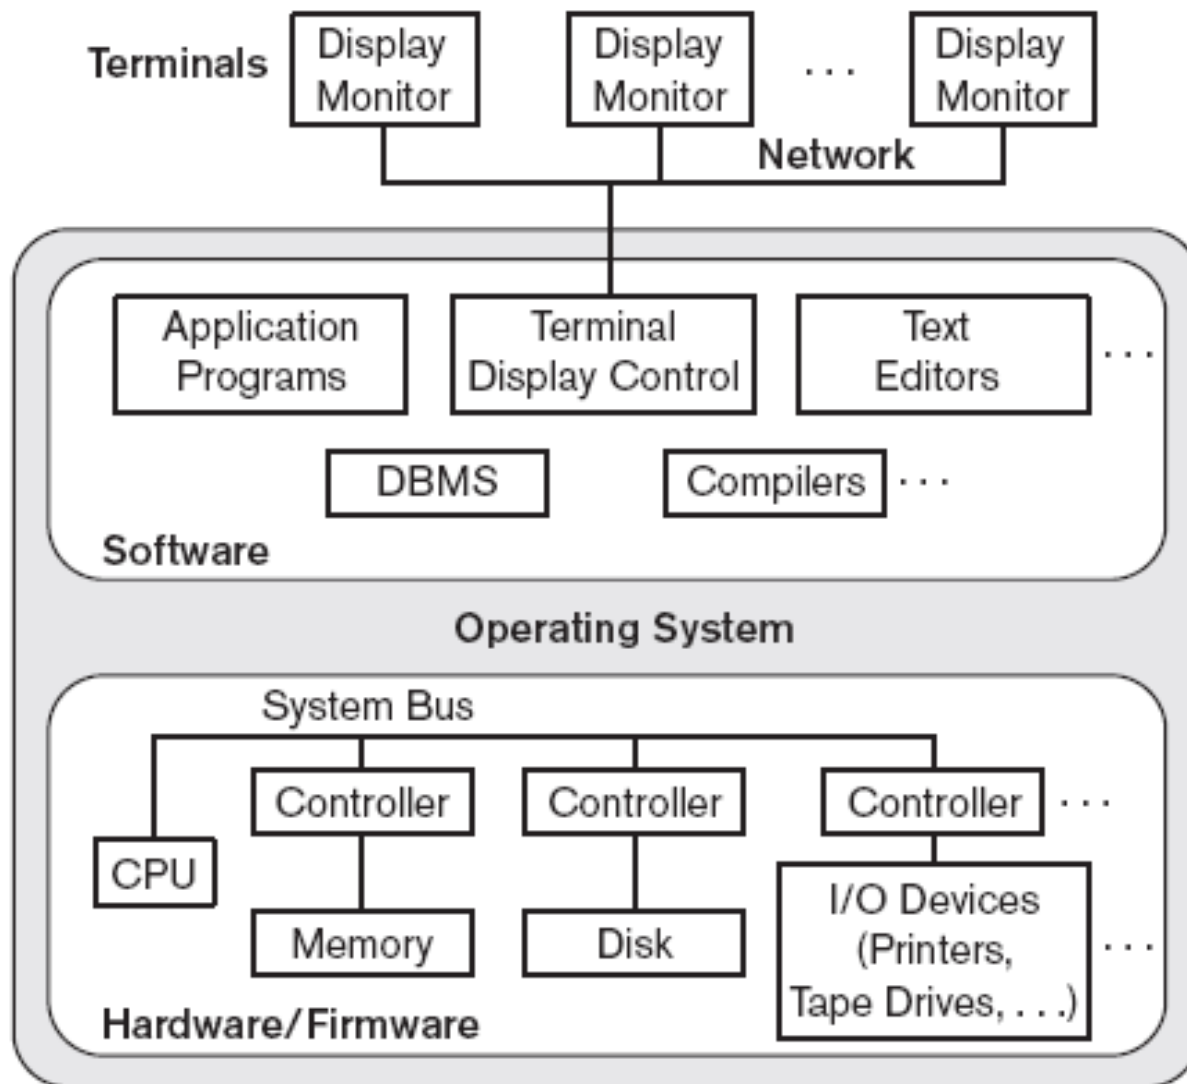 Terminals
Display
Monitor
Display
Monitor
. . .
Display
Monitor
Network
Application
Programs
Terminal
Display Control
Text
Editors
. . .
DBMS
Compilers
. . .
Software
Operating System
System Bus
Controller
Controller
Controller
. . .
CPU
Memory
Disk
I/O Devices
(Printers,
Tape Drives, . . .)
. . .
Hardware/Firmware